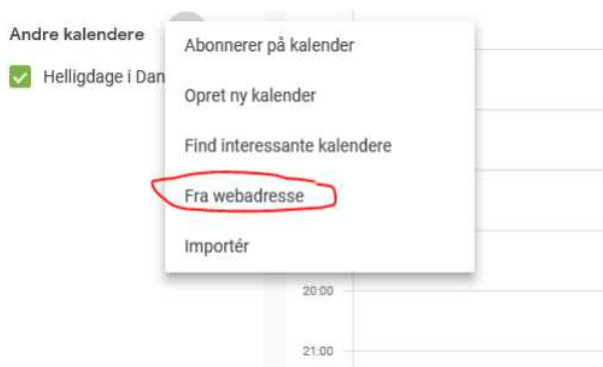 Andre kalendere
Helligdage i Dan
Abonnerer på kalender
Opret ny kalender
Find interessante kalendere
Fra webadresse
Importér
20:00
21:00